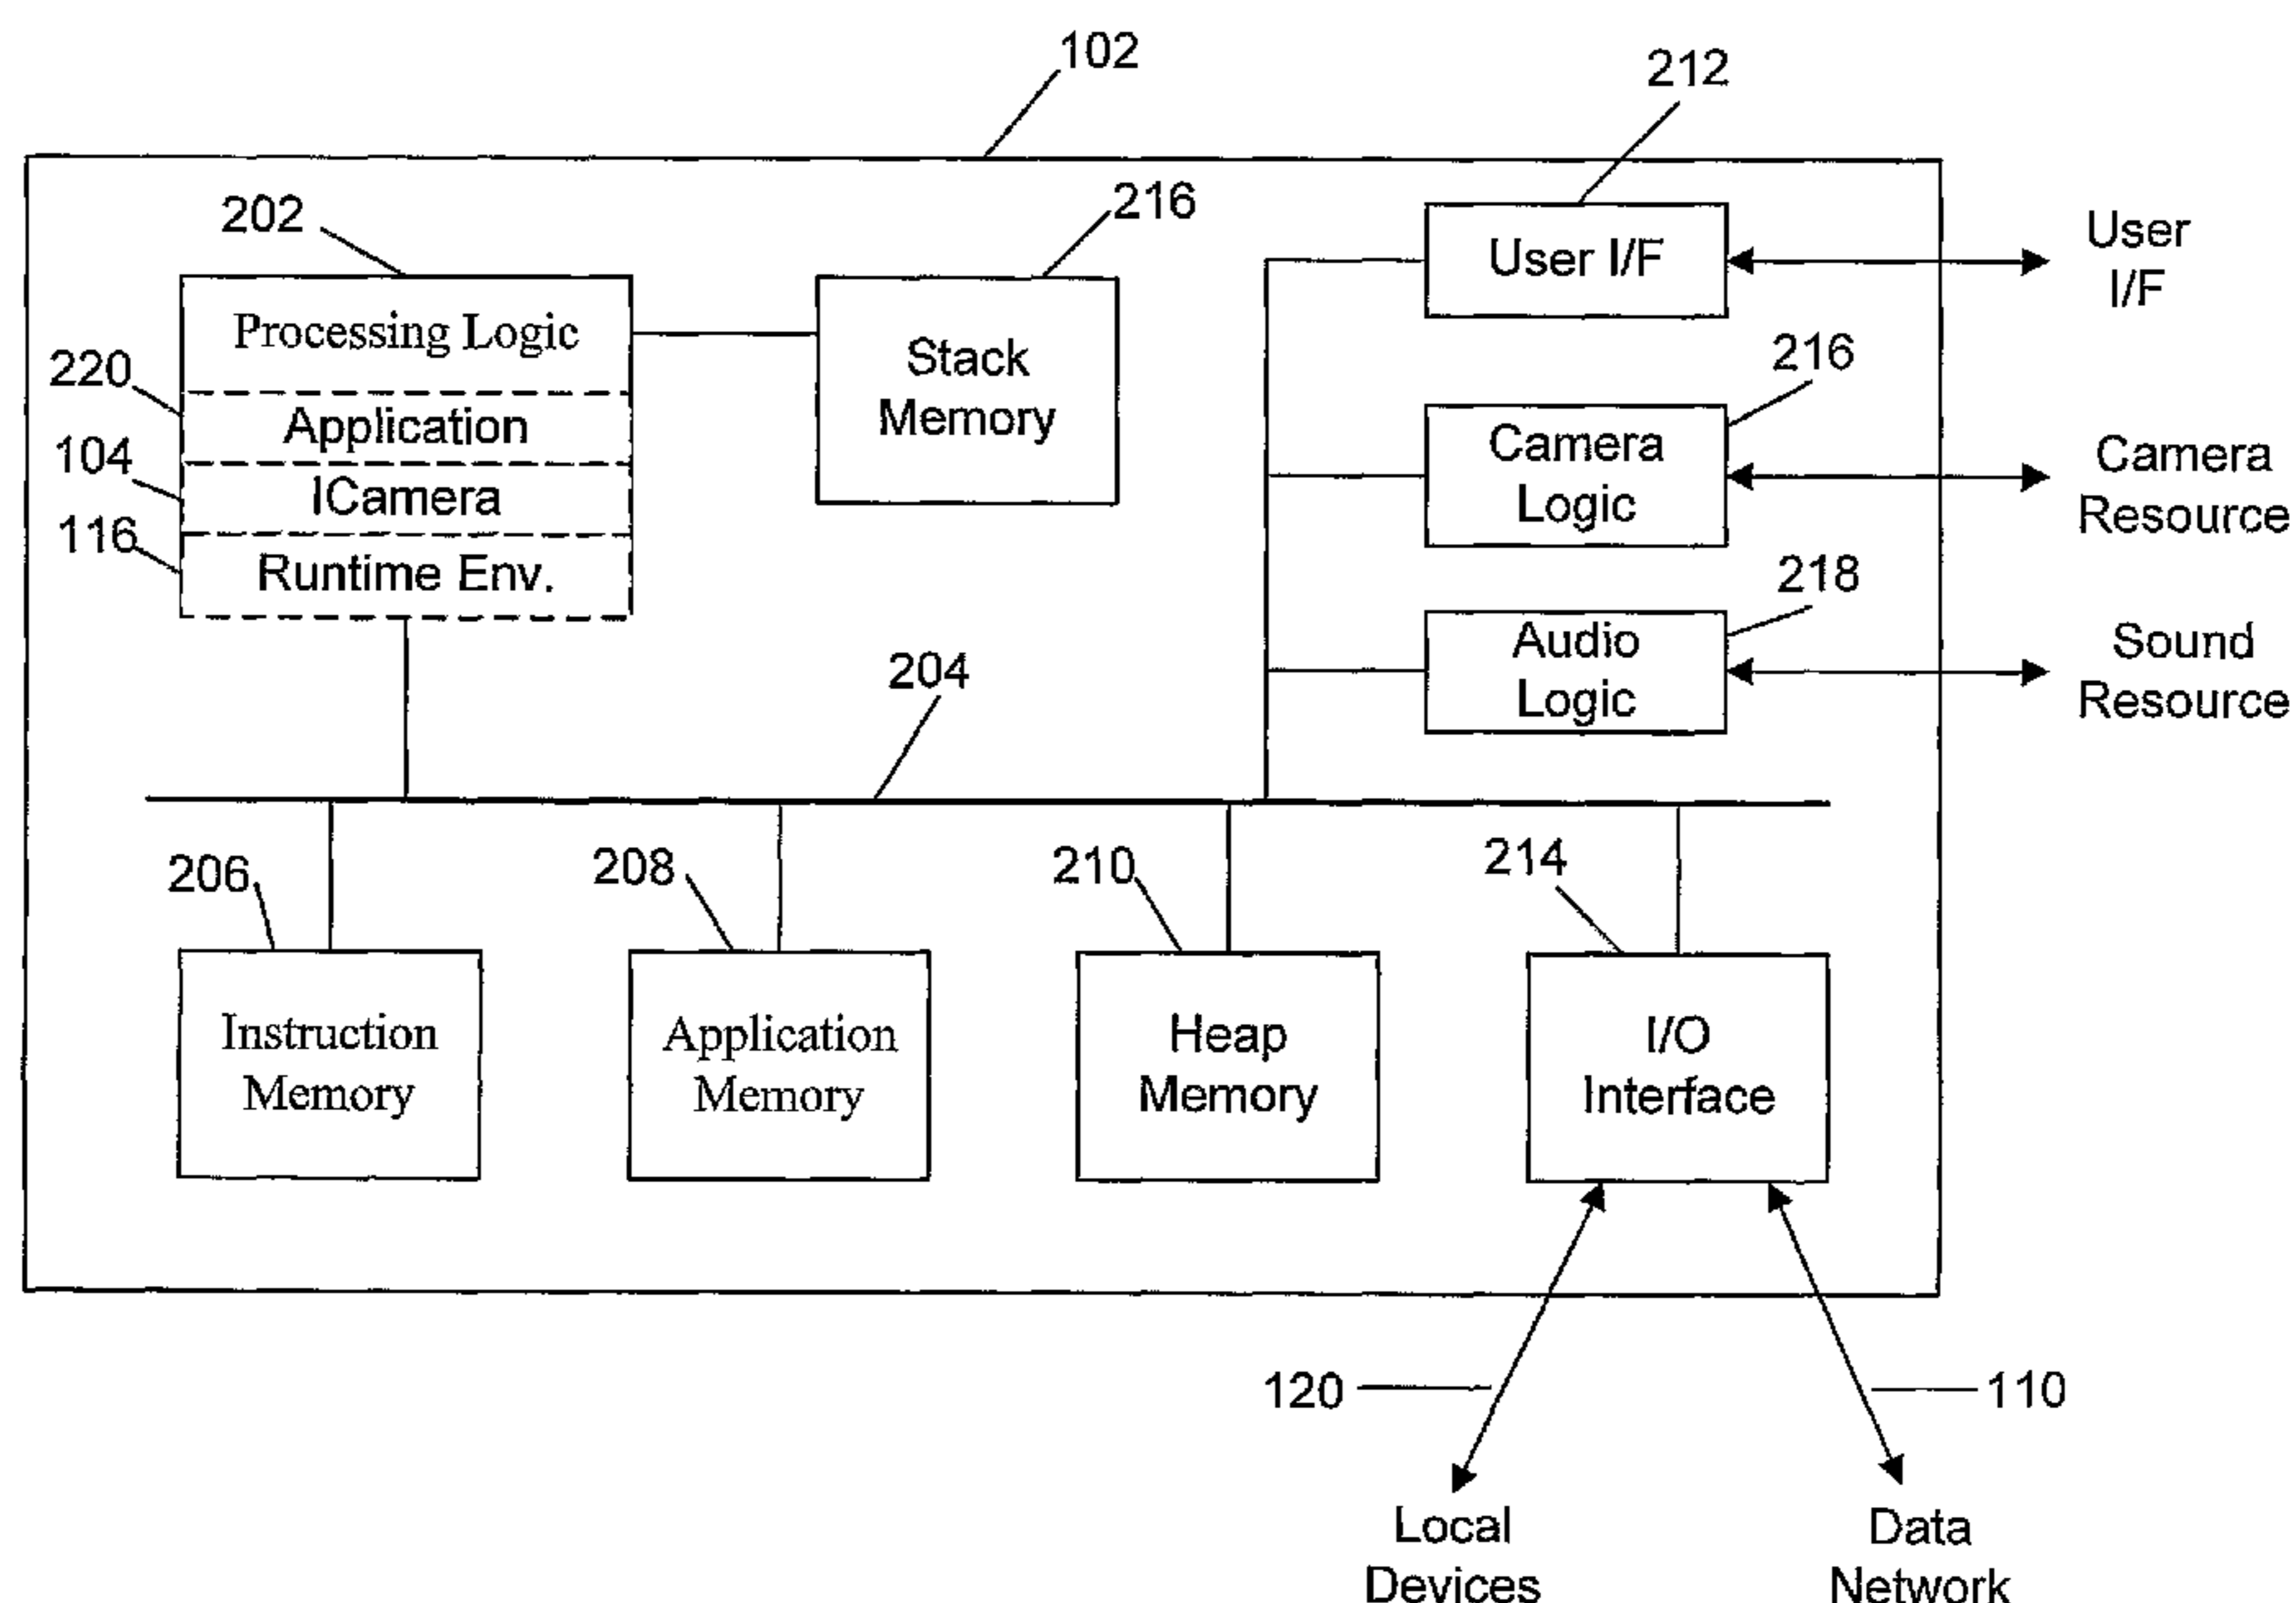 102
212
202
216
User I/F
User
I/F
Processing Logic
Stack
Memory
216
220
Application
Camera
Logic
Camera
Resource
104
ICamera
116
Runtime Env.
218
Audio
Logic
Sound
Resource
204
206
208
210
214
Instruction
Memory
Application
Memory
Heap
Memory
I/O
Interface
120
110
Local
Devices
Data
Network